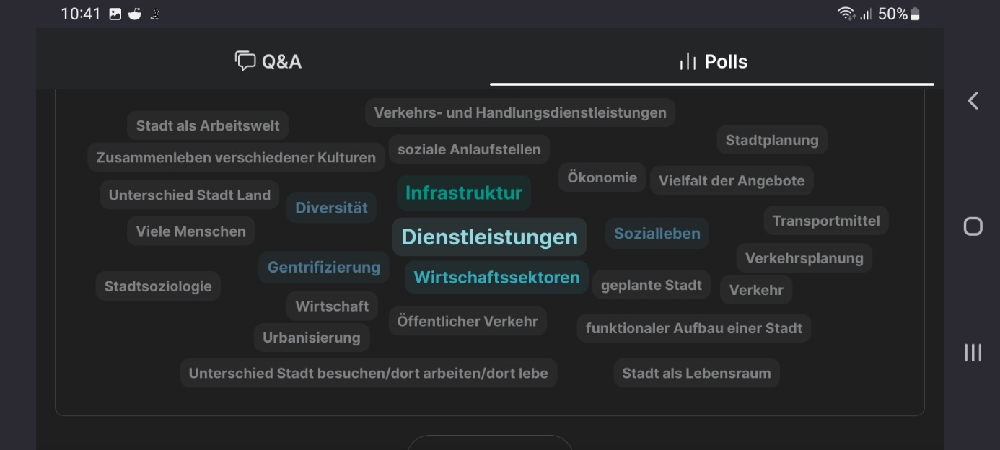 10:41
50%
Q&A
Polls
Verkehrs- und Handlungsdienstleistungen
Stadt als Arbeitswelt
Stadtplanung
soziale Anlaufstellen
Zusammenleben verschiedener Kulturen
Ökonomie
Vielfalt der Angebote
Infrastruktur
Unterschied Stadt Land
Diversität
Transportmittel
Viele Menschen
Dienstleistungen
Sozialleben
Verkehrsplanung
Gentrifizierung
Wirtschaftssektoren
geplante Stadt
Stadtsoziologie
Verkehr
Wirtschaft
Öffentlicher Verkehr
funktionaler Aufbau einer Stadt
Urbanisierung
Unterschied Stadt besuchen/dort arbeiten/dort lebe
Stadt als Lebensraum